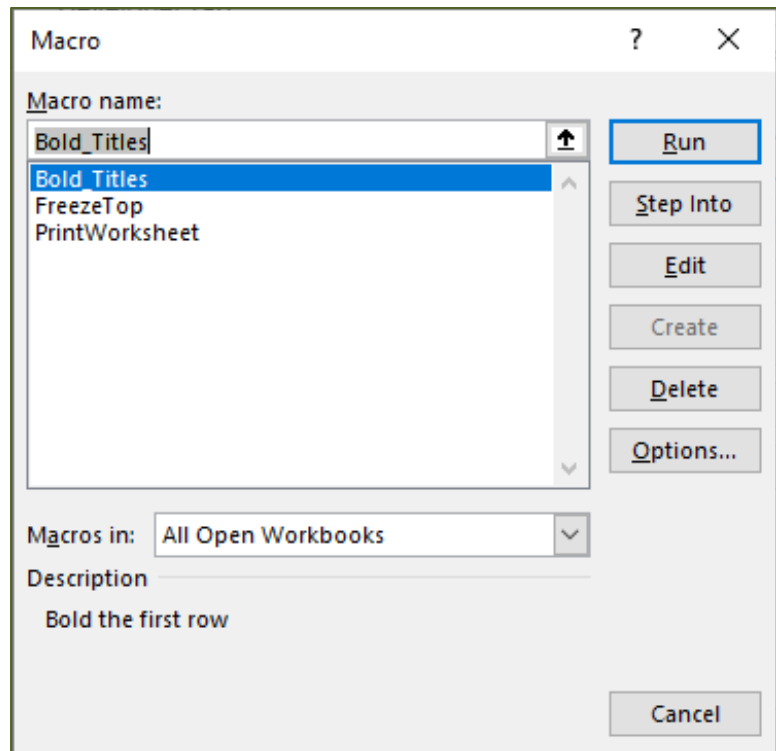 Macro
?
Macro name:
Bold_Titles
Run
Bold_Titles
FreezeTop
PrintWorksheet
Step Into
Edit
Create
Delete
Options...
Macros in: All Open Workbooks
Description
Bold the first row
Cancel